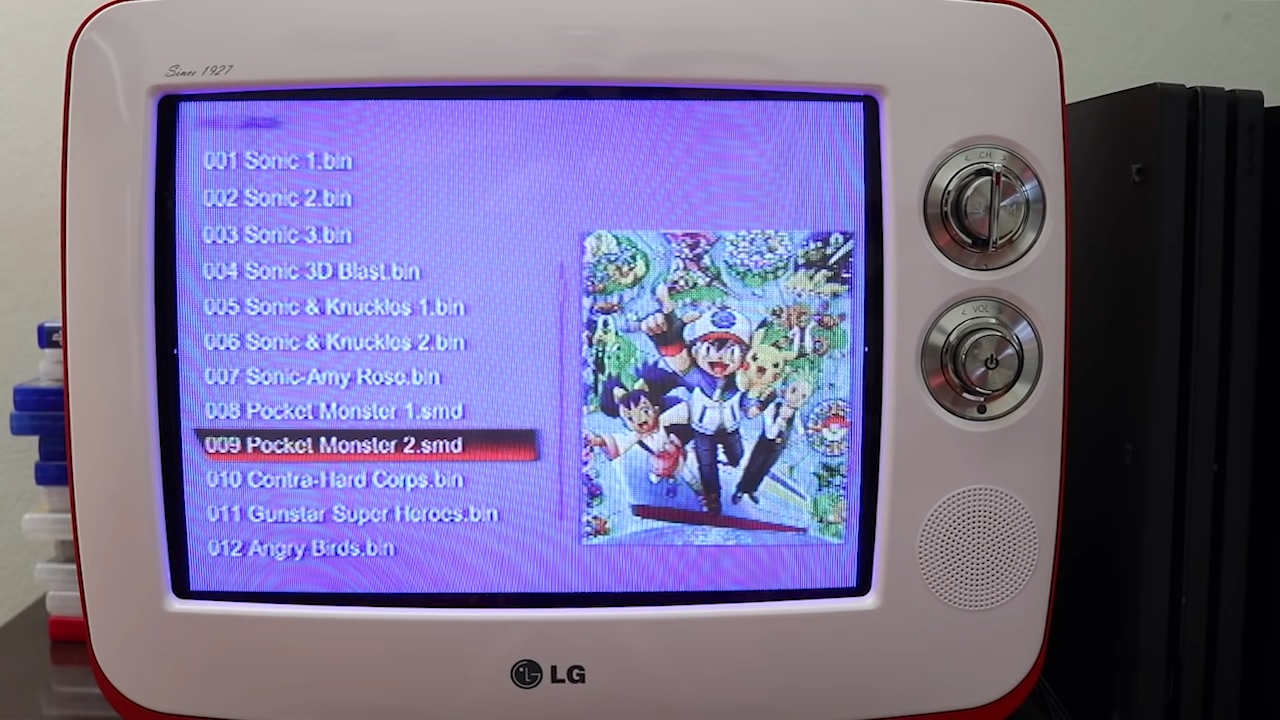 Since 1927
001 Sonic 1.bin
002 Sonic 2.bin
003 Sonic 3.bin
004 Sonic 3D Blast.bin
005 Sonic & Knuckles 1.bin
006 Sonic & Knuckles 2.bin
007 Sonic-Amy Rose.bin
008 Pocket Monster 1.smd
009 Pocket Monster 2.smd
010 Contra-Hard Corps.bin
011 Gunstar Super Heroes.bin
012 Angry Birds.bin
< CH >
< VOL >
LG